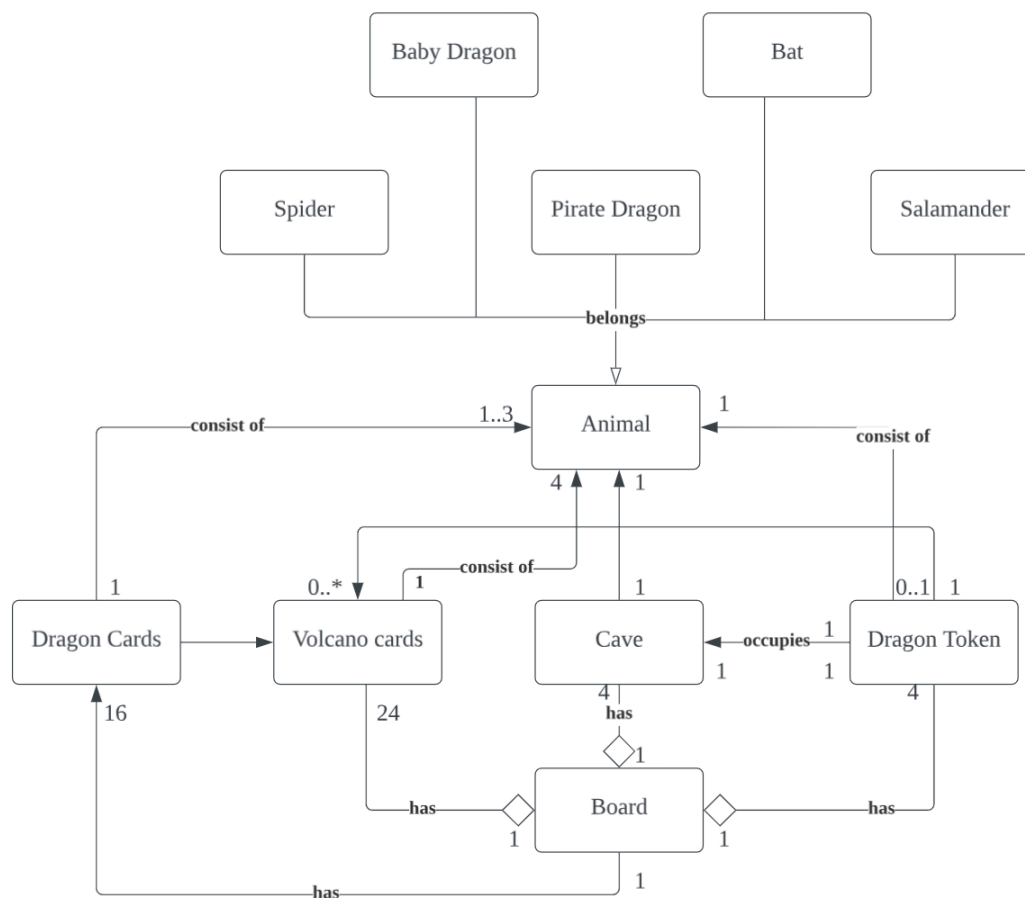 Baby Dragon
Bat
Spider
Pirate Dragon
Salamander
belongs
1..3
Animal
1
consist of
consist of
4
1
consist of
0..*
1
1
1
0..1
1
Dragon Cards
Volcano cards
Cave
occupies
1
Dragon Token
1
1
16
24
4
4
has
1
Board
has
has
1
1
1
has